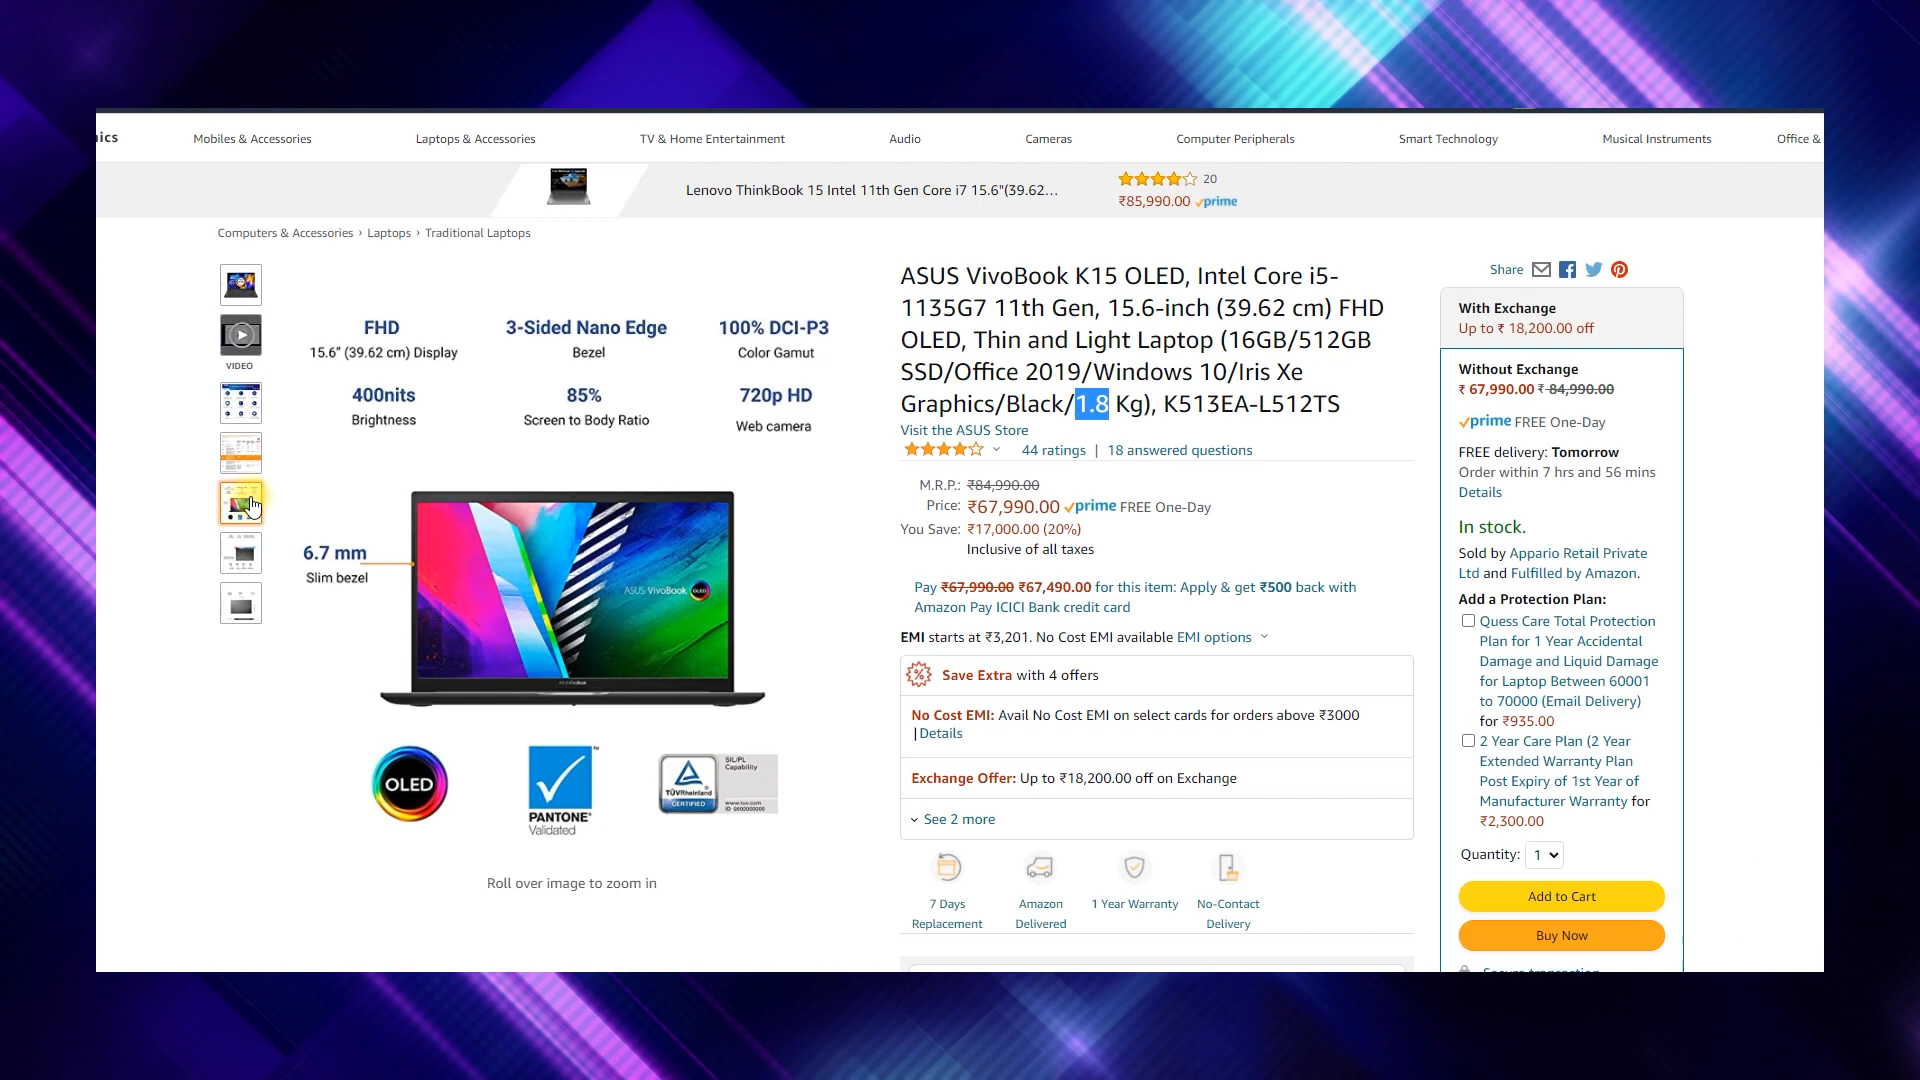 ics
Mobiles & Accessories
Laptops & Accessories
TV & Home Entertainment
Audio
Cameras
Computer Peripherals
Smart Technology
Musical Instruments
Office &
Lenovo ThinkBook 15 Intel 11th Gen Core i7 15.6"(39.62...
20
₹85,990.00 prime
Computers & Accessories › Laptops › Traditional Laptops
VIDEO
FHD
15.6" (39.62 cm) Display
3-Sided Nano Edge
Bezel
100% DCI-P3
Color Gamut
400nits
Brightness
85%
Screen to Body Ratio
720p HD
Web camera
6.7 mm
Slim bezel
ASUS VivoBook OLED
OLED
PANTONE™
Validated
TÜVRheinland
CERTIFIED
SIL/PL
Capability
www.tuv.com
ID 0600000000
Roll over image to zoom in
ASUS VivoBook K15 OLED, Intel Core i5-
1135G7 11th Gen, 15.6-inch (39.62 cm) FHD
OLED, Thin and Light Laptop (16GB/512GB
SSD/Office 2019/Windows 10/Iris Xe
Graphics/Black/1.8 Kg), K513EA-L512TS
Visit the ASUS Store
44 ratings | 18 answered questions
M.R.P.: ₹84,990.00
Price: ₹67,990.00 prime FREE One-Day
You Save: ₹17,000.00 (20%)
Inclusive of all taxes
Pay ₹67,990.00 ₹67,490.00 for this item: Apply & get ₹500 back with
Amazon Pay ICICI Bank credit card
EMI starts at ₹3,201. No Cost EMI available EMI options
Save Extra with 4 offers
No Cost EMI: Avail No Cost EMI on select cards for orders above ₹3000
|Details
Exchange Offer: Up to ₹18,200.00 off on Exchange
See 2 more
7 Days
Replacement
Amazon
Delivered
1 Year Warranty
No-Contact
Delivery
Share
With Exchange
Up to ₹ 18,200.00 off
Without Exchange
₹ 67,990.00 ₹ 84,990.00
prime FREE One-Day
FREE delivery: Tomorrow
Order within 7 hrs and 56 mins
Details
In stock.
Sold by Appario Retail Private
Ltd and Fulfilled by Amazon.
Add a Protection Plan:
Quess Care Total Protection
Plan for 1 Year Accidental
Damage and Liquid Damage
for Laptop Between 60001
to 70000 (Email Delivery)
for ₹935.00
2 Year Care Plan (2 Year
Extended Warranty Plan
Post Expiry of 1st Year of
Manufacturer Warranty for
₹2,300.00
Quantity: 1
Add to Cart
Buy Now
Secure transaction